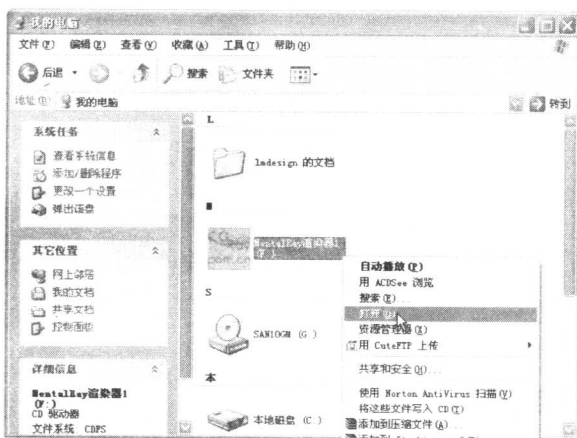 我的电脑
文件(F) 编辑(E) 查看(V) 收藏(A) 工具(T) 帮助(H)
后退 搜索 文件夹
地址(D) 我的电脑 转到
系统任务
查看系统信息
添加/删除程序
更改一个设置
弹出该盘
其它位置
网上邻居
我的文档
共享文档
控制面板
详细信息
MentalRay渲染器1
(F:)
CD 驱动器
文件系统 CDFS
L
lmdesign 的文档
M
MentalRay渲染器1
(F:)
S
SAN10GM (G:)
本
本地磁盘 (C:)
自动播放(P)
用 ACDSee 浏览
搜索(E)...
打开(O)
资源管理器(X)
用 CuteFTP 上传
共享和安全(H)...
使用 Norton AntiVirus 扫描(V)
将这些文件写入 CD(I)
添加到压缩文件(A)...